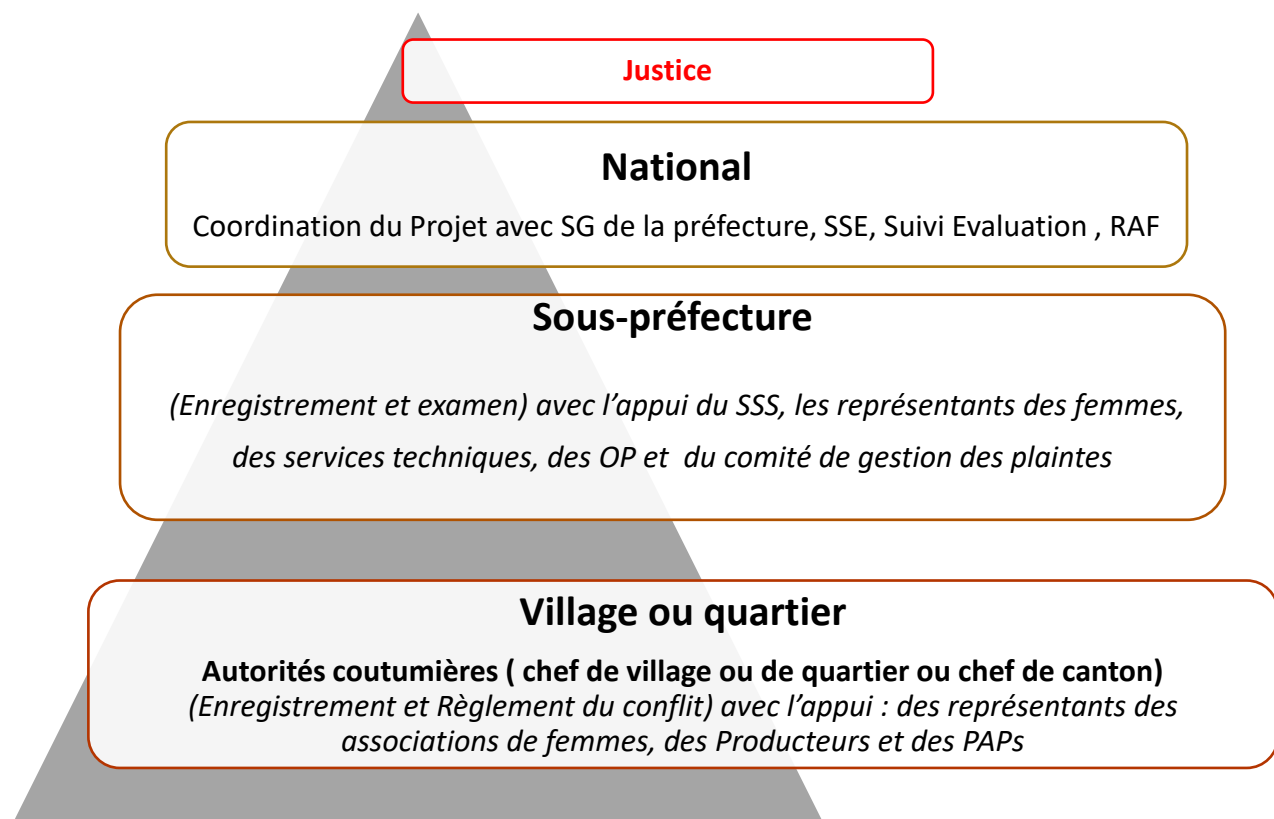 Justice
National
Coordination du Projet avec SG de la préfecture, SSE, Suivi Evaluation , RAF
Sous-préfecture
(Enregistrement et examen) avec l’appui du SSS, les représentants des femmes,
des services techniques, des OP et  du comité de gestion des plaintes
Village ou quartier
Autorités coutumières ( chef de village ou de quartier ou chef de canton)
(Enregistrement et Règlement du conflit) avec l’appui : des représentants des
associations de femmes, des Producteurs et des PAPs